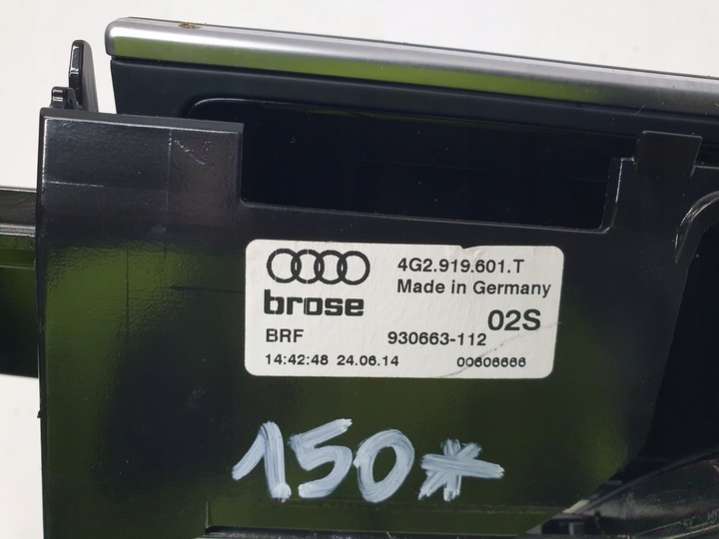 4G2.919.601.T
Made in Germany
brose
02S
BRF 930663-112
14:42:48 24.06.14 00606666
150*